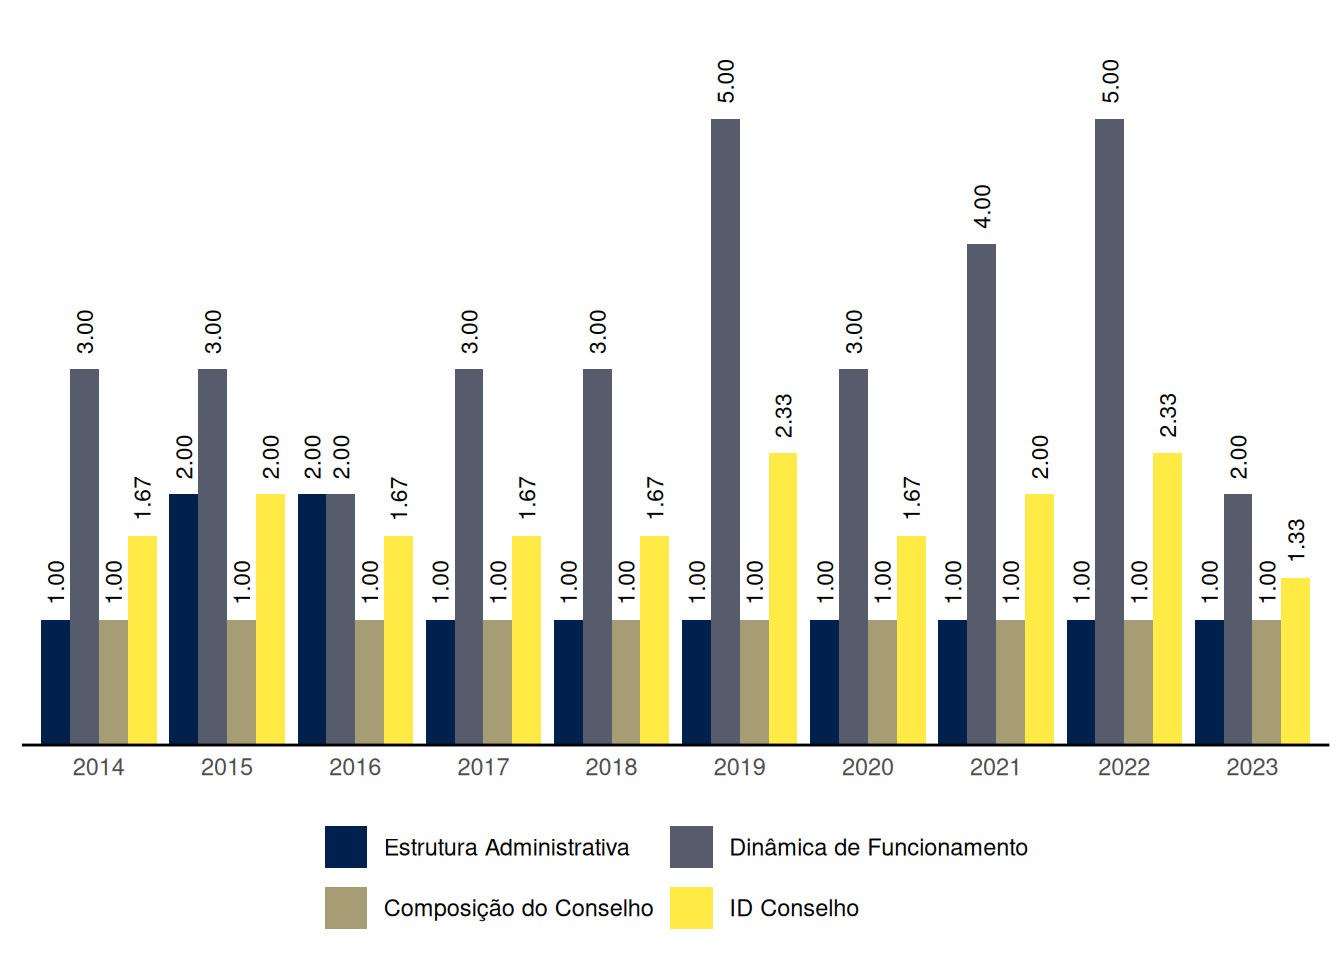 5.00 5.00
4.00
3.00 3.00 3.00 3.00 3.00
2.33 2.33
2.00 2.00 2.00 2.00 2.00 2.00
1.67 1.67 1.67 1.67 1.67
1.33
1.00 1.00 1.00 1.00 1.00 1.00 1.00 1.00 1.00 1.00 1.00 1.00 1.00 1.00 1.00 1.00 1.00 1.00
2014 2015 2016 2017 2018 2019 2020 2021 2022 2023
Estrutura Administrativa Dinâmica de Funcionamento
Composição do Conselho ID Conselho